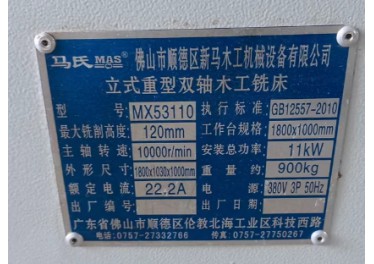 马氏 MAS 佛山市顺德区新马木工机械设备有限公司
立式重型双轴木工铣床
型 号: MX53110 执行标准: GB12557-2010
最大铣削高度: 120mm 工作台规格: 1800x1000mm
主轴转速: 10000r/min 安装总功率: 11kW
外形尺寸: 1800x1030x1000mm 重量约: 900kg
额定电流: 22.2A 电源: 380V 3P 50Hz
出厂编号: 出厂日期:
广东省佛山市顺德区伦教北海工业区科技西路
电话: 0757-27332766 传真: 0757-27750267